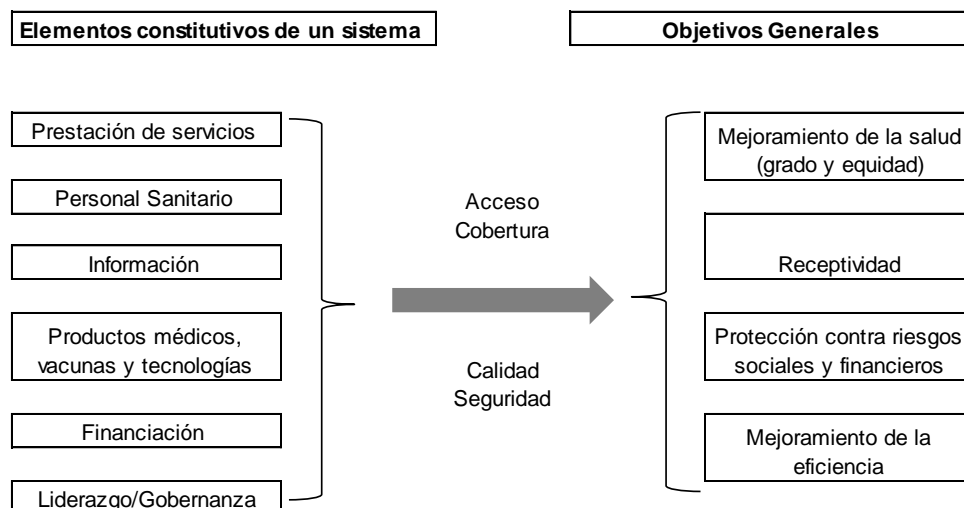 Elementos constitutivos de un sistema
Objetivos Generales
Prestación de servicios
Personal Sanitario
Información
Productos médicos,
vacunas y tecnologías
Financiación
Liderazgo/Gobernanza
Acceso
Cobertura
Calidad
Seguridad
Mejoramiento de la salud
(grado y equidad)
Receptividad
Protección contra riesgos
sociales y financieros
Mejoramiento de la
eficiencia